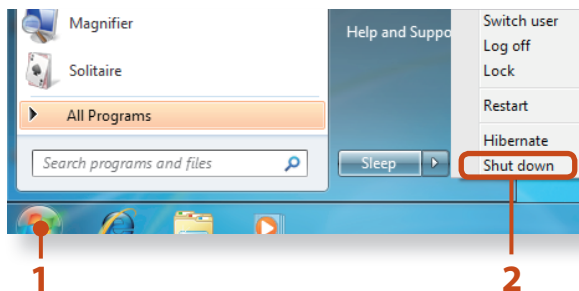 Magnifier
Solitaire
All Programs
Search programs and files
Help and Suppo
Sleep
Switch user
Log off
Lock
Restart
Hibernate
Shut down
1
2